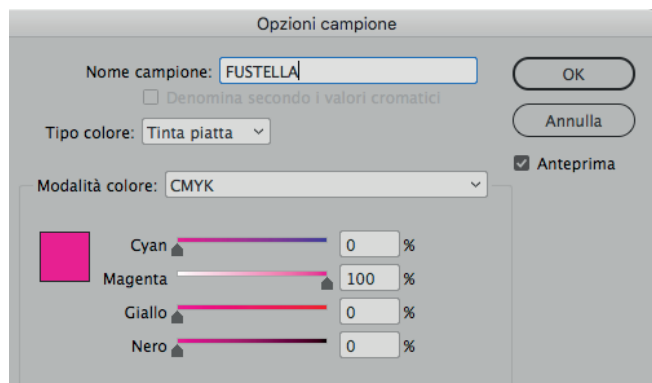 Opzioni campione
Nome campione: FUSTELLA
OK
Denomina secondo i valori cromatici
Annulla
Tipo colore: Tinta piatta
Anteprima
Modalità colore: CMYK
Cyan 0 %
Magenta 100 %
Giallo 0 %
Nero 0 %